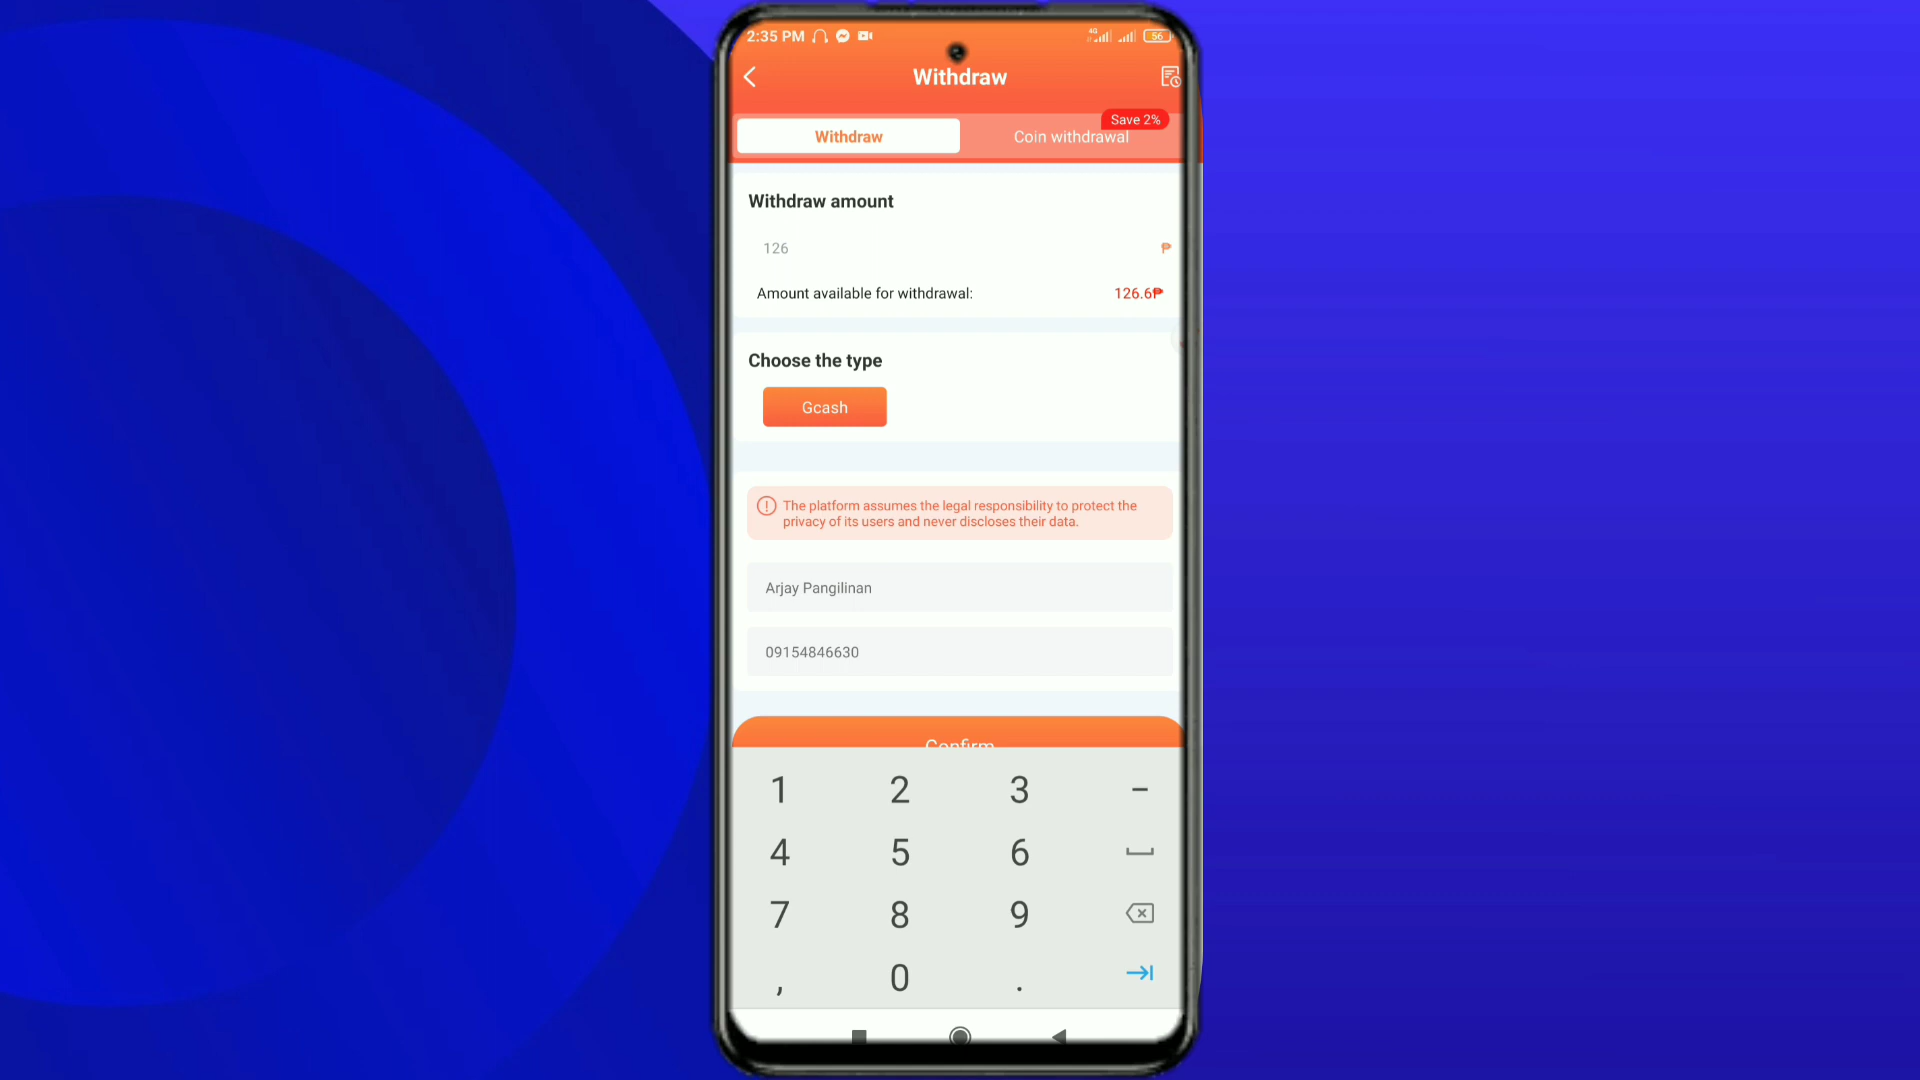 2:35 PM 4G 56
Withdraw
Save 2%
Withdraw Coin withdrawal
Withdraw amount
126 ₱
Amount available for withdrawal: 126.6₱
Choose the type
Gcash
The platform assumes the legal responsibility to protect the
privacy of its users and never discloses their data.
Arjay Pangilinan
09154846630
Confirm
1 2 3 -
4 5 6
7 8 9
, 0 .